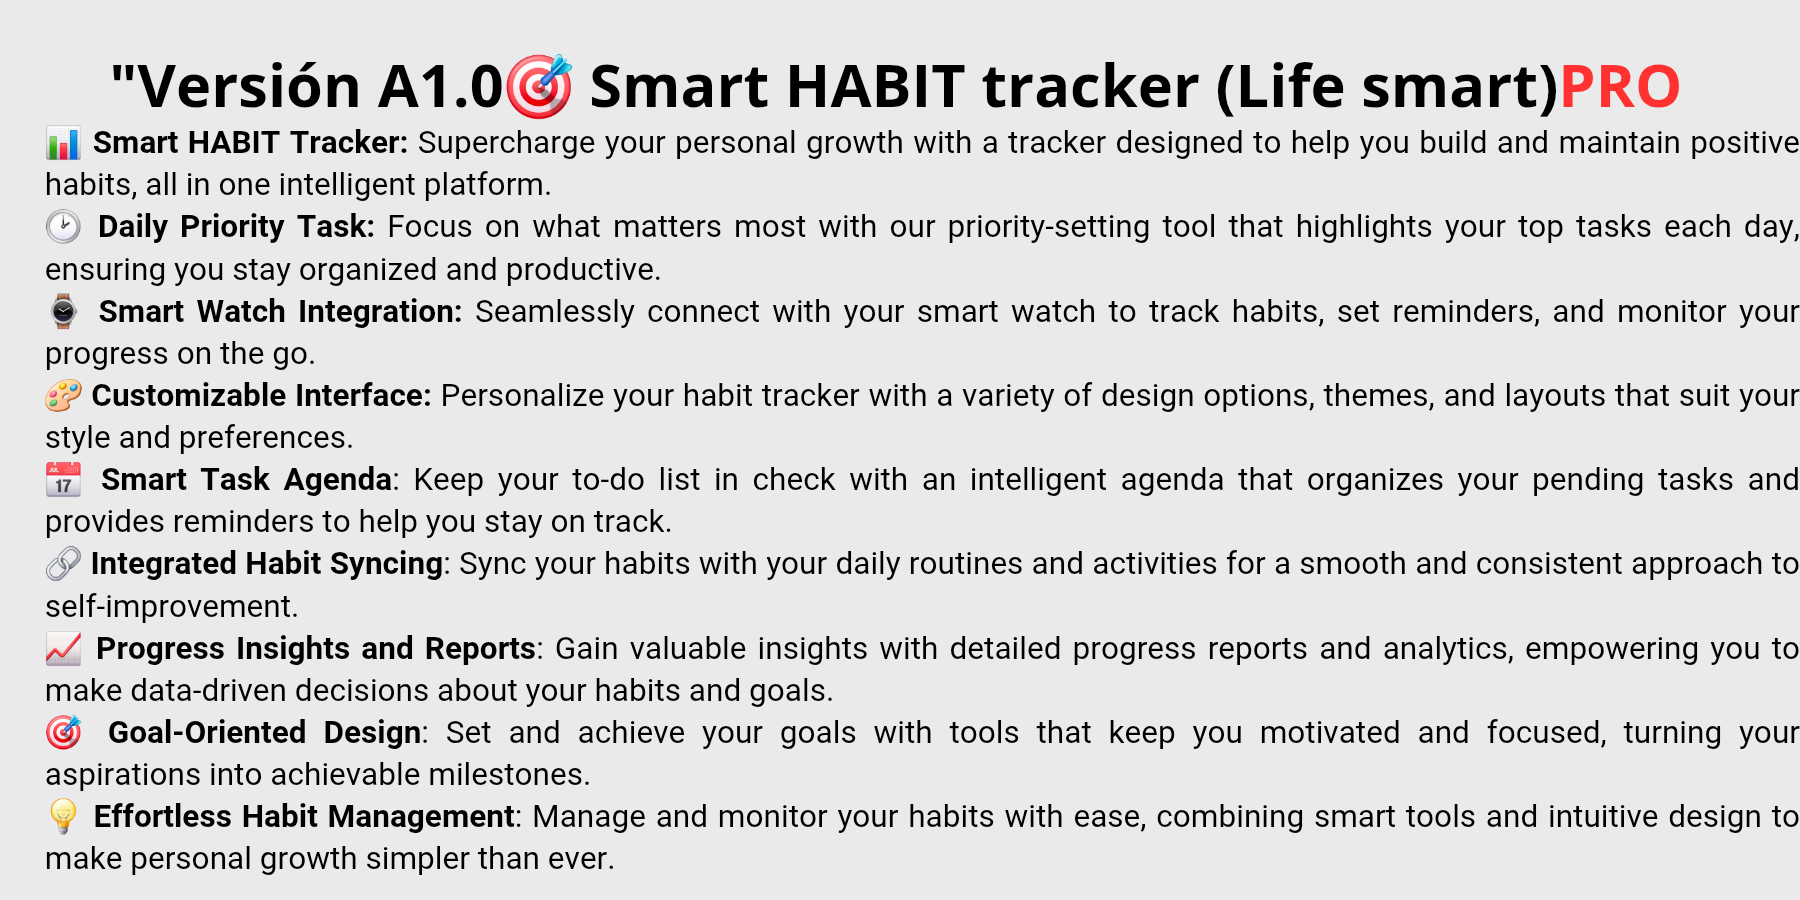 "Versión A1.0🎯 Smart HABIT tracker (Life smart)PRO
📊 Smart HABIT Tracker: Supercharge your personal growth with a tracker designed to help you build and maintain positive
habits, all in one intelligent platform.
🕑 Daily Priority Task: Focus on what matters most with our priority-setting tool that highlights your top tasks each day,
ensuring you stay organized and productive.
⌚ Smart Watch Integration: Seamlessly connect with your smart watch to track habits, set reminders, and monitor your
progress on the go.
🎨 Customizable Interface: Personalize your habit tracker with a variety of design options, themes, and layouts that suit your
style and preferences.
📅 Smart Task Agenda: Keep your to-do list in check with an intelligent agenda that organizes your pending tasks and
provides reminders to help you stay on track.
🔗 Integrated Habit Syncing: Sync your habits with your daily routines and activities for a smooth and consistent approach to
self-improvement.
📈 Progress Insights and Reports: Gain valuable insights with detailed progress reports and analytics, empowering you to
make data-driven decisions about your habits and goals.
🎯 Goal-Oriented Design: Set and achieve your goals with tools that keep you motivated and focused, turning your
aspirations into achievable milestones.
💡 Effortless Habit Management: Manage and monitor your habits with ease, combining smart tools and intuitive design to
make personal growth simpler than ever.